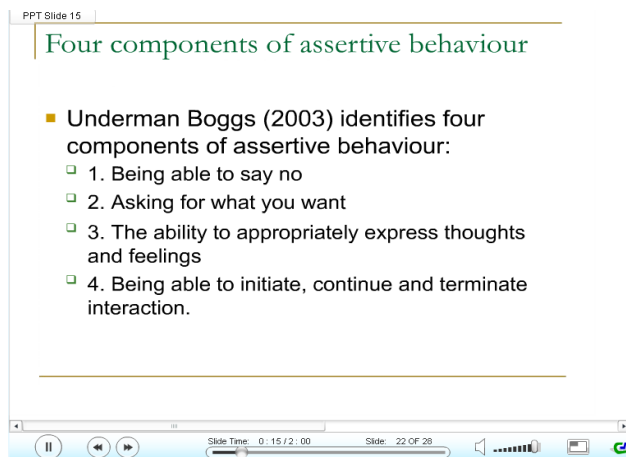 PPT Slide 15
Four components of assertive behaviour
Underman Boggs (2003) identifies four
components of assertive behaviour:
1. Being able to say no
2. Asking for what you want
3. The ability to appropriately express thoughts
and feelings
4. Being able to initiate, continue and terminate
interaction.
Slide Time: 0 : 15 / 2 : 00 Slide: 22 OF 28